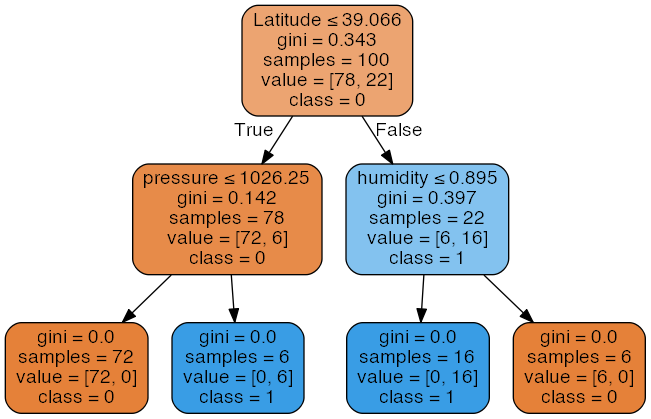 Latitude ≤ 39.066
gini = 0.343
samples = 100
value = [78, 22]
class = 0
True
False
pressure ≤ 1026.25
gini = 0.142
samples = 78
value = [72, 6]
class = 0
humidity ≤ 0.895
gini = 0.397
samples = 22
value = [6, 16]
class = 1
gini = 0.0
samples = 72
value = [72, 0]
class = 0
gini = 0.0
samples = 6
value = [0, 6]
class = 1
gini = 0.0
samples = 16
value = [0, 16]
class = 1
gini = 0.0
samples = 6
value = [6, 0]
class = 0